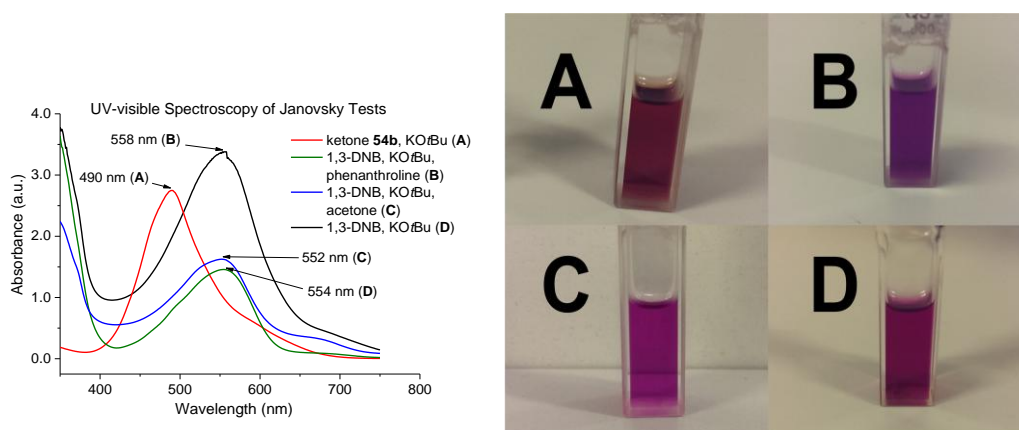 UV-visible Spectroscopy of Janovsky Tests
4.0
3.0
2.0
1.0
0.0
Absorbance (a.u.)
400
500
600
700
800
Wavelength (nm)
558 nm (B)
490 nm (A)
552 nm (C)
554 nm (D)
ketone 54b, KOtBu (A)
1,3-DNB, KOtBu,
phenanthroline (B)
1,3-DNB, KOtBu,
acetone (C)
1,3-DNB, KOtBu (D)
A
B
C
D